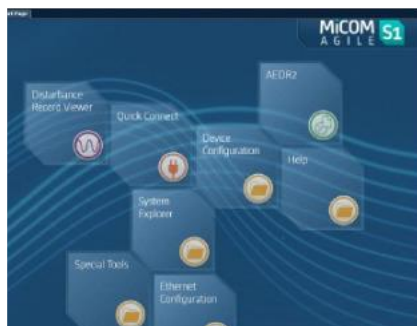 MiCOM
AGILE S1
AEDR2
Disturbance
Record Viewer
Quick Connect
Device
Configuration
Help
System
Explorer
Special Tools
Ethernet
Configuration